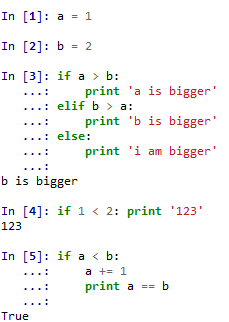 In [1]: a = 1
In [2]: b = 2
In [3]: if a > b:
   ...:     print 'a is bigger'
   ...: elif b > a:
   ...:     print 'b is bigger'
   ...: else:
   ...:     print 'i am bigger'
   ...:
b is bigger
In [4]: if 1 < 2: print '123'
123
In [5]: if a < b:
   ...:     a += 1
   ...:     print a == b
   ...:
True